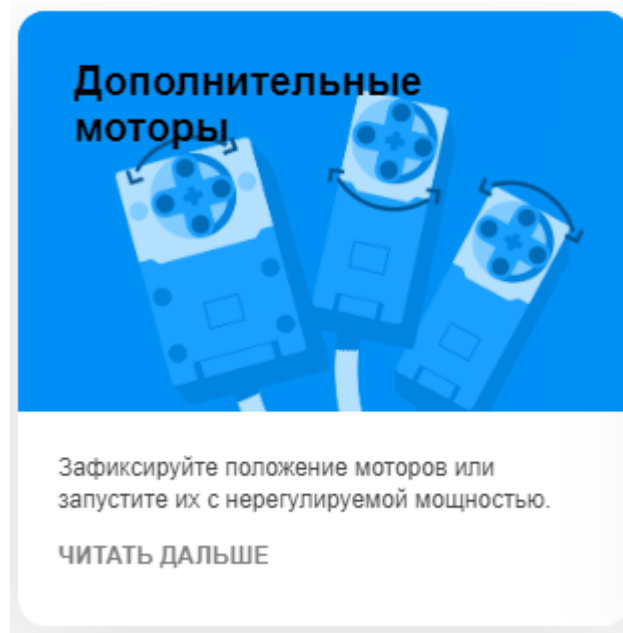 Дополнительные
моторы
Зафиксируйте положение моторов или
запустите их с нерегулируемой мощностью.
ЧИТАТЬ ДАЛЬШЕ